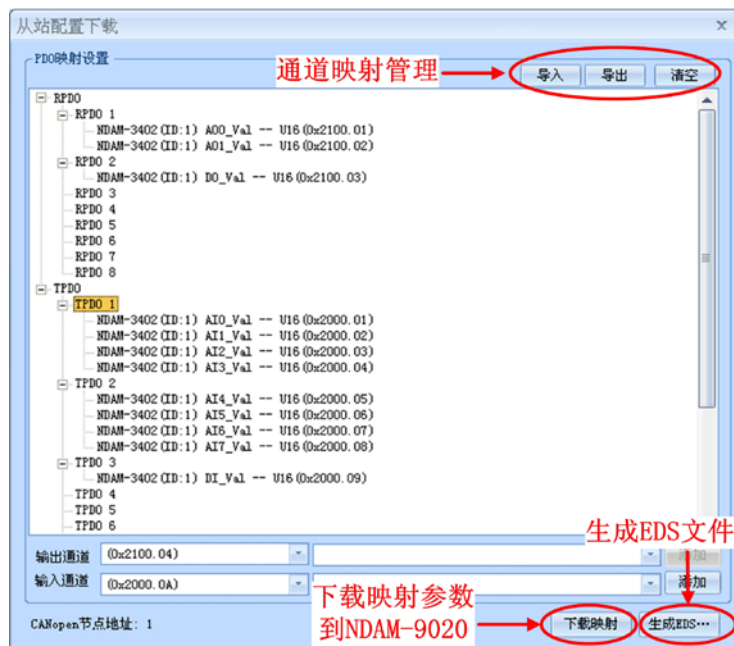 从站配置下载
PDO映射设置
通道映射管理
导入 导出 清空
RPDO
RPDO 1
NDAM-3402(ID:1) AO0_Val -- U16(0x2100.01)
NDAM-3402(ID:1) AO1_Val -- U16(0x2100.02)
RPDO 2
NDAM-3402(ID:1) DO_Val -- U16(0x2100.03)
RPDO 3
RPDO 4
RPDO 5
RPDO 6
RPDO 7
RPDO 8
TPDO
TPDO 1
NDAM-3402(ID:1) AI0_Val -- U16(0x2000.01)
NDAM-3402(ID:1) AI1_Val -- U16(0x2000.02)
NDAM-3402(ID:1) AI2_Val -- U16(0x2000.03)
NDAM-3402(ID:1) AI3_Val -- U16(0x2000.04)
TPDO 2
NDAM-3402(ID:1) AI4_Val -- U16(0x2000.05)
NDAM-3402(ID:1) AI5_Val -- U16(0x2000.06)
NDAM-3402(ID:1) AI6_Val -- U16(0x2000.07)
NDAM-3402(ID:1) AI7_Val -- U16(0x2000.08)
TPDO 3
NDAM-3402(ID:1) DI_Val -- U16(0x2000.09)
TPDO 4
TPDO 5
TPDO 6
生成EDS文件
输出通道 (0x2100.04) 添加
输入通道 (0x2000.0A) 添加
下载映射参数
到NDAM-9020
CANopen节点地址: 1 下载映射 生成EDS…